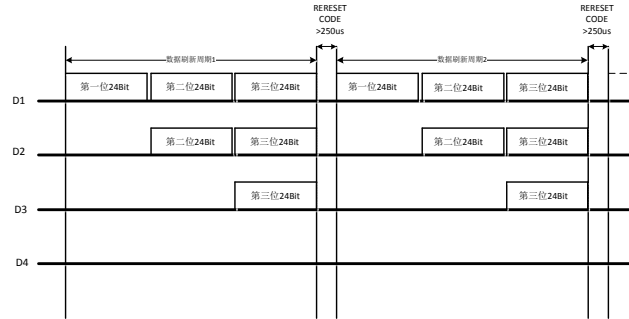 RERESET
CODE
>250us
RERESET
CODE
>250us
数据刷新周期1
数据刷新周期2
第一位24Bit
第二位24Bit
第三位24Bit
第一位24Bit
第二位24Bit
第三位24Bit
D1
第二位24Bit
第三位24Bit
第二位24Bit
第三位24Bit
D2
第三位24Bit
第三位24Bit
D3
D4